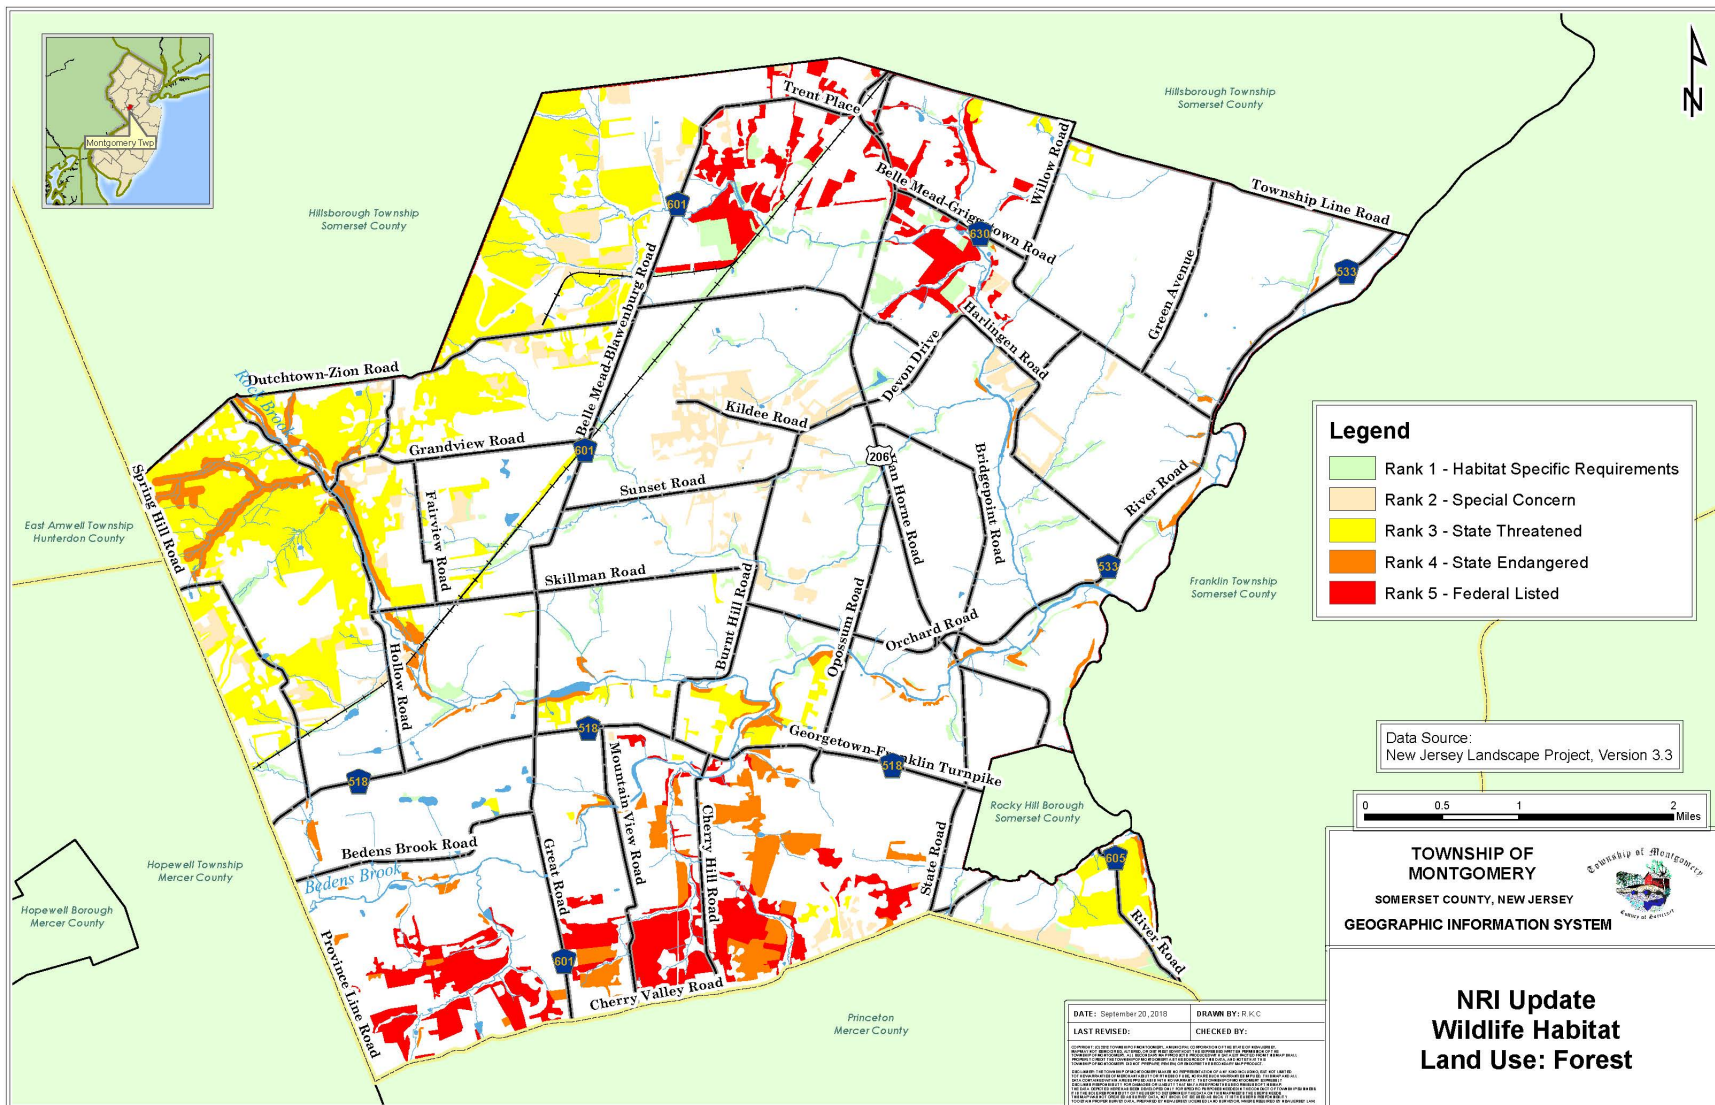 Montgomery Twp
Hillsborough Township
Somerset County
Hillsborough Township
Somerset County
East Amwell Township
Hunterdon County
Hopewell Township
Mercer County
Hopewell Borough
Mercer County
Princeton
Mercer County
Franklin Township
Somerset County
Rocky Hill Borough
Somerset County
Trent Place
Willow Road
Belle Mead-Griggstown Road
Township Line Road
Green Avenue
Belle Mead-Blawenburg Road
Harlingen Road
Devon Drive
Dutchtown-Zion Road
Rock Brook
Kildee Road
Grandview Road
Sunset Road
Van Horne Road
Bridgepoint Road
River Road
Spring Hill Road
Fairview Road
Skillman Road
Burnt Hill Road
Opossum Road
Orchard Road
Hollow Road
Georgetown-Franklin Turnpike
Mountain View Road
Cherry Hill Road
State Road
Bedens Brook Road
Bedens Brook
Great Road
Province Line Road
Cherry Valley Road
River Road
601
630
533
601
206
533
518
518
518
605
601
N
Legend
Rank 1 - Habitat Specific Requirements
Rank 2 - Special Concern
Rank 3 - State Threatened
Rank 4 - State Endangered
Rank 5 - Federal Listed
Data Source:
New Jersey Landscape Project, Version 3.3
0 0.5 1 2
Miles
TOWNSHIP OF
MONTGOMERY
SOMERSET COUNTY, NEW JERSEY
GEOGRAPHIC INFORMATION SYSTEM
Township of Montgomery
County of Somerset
NRI Update
Wildlife Habitat
Land Use: Forest
DATE: September 20, 2018
DRAWN BY: R.K.C
LAST REVISED:
CHECKED BY: